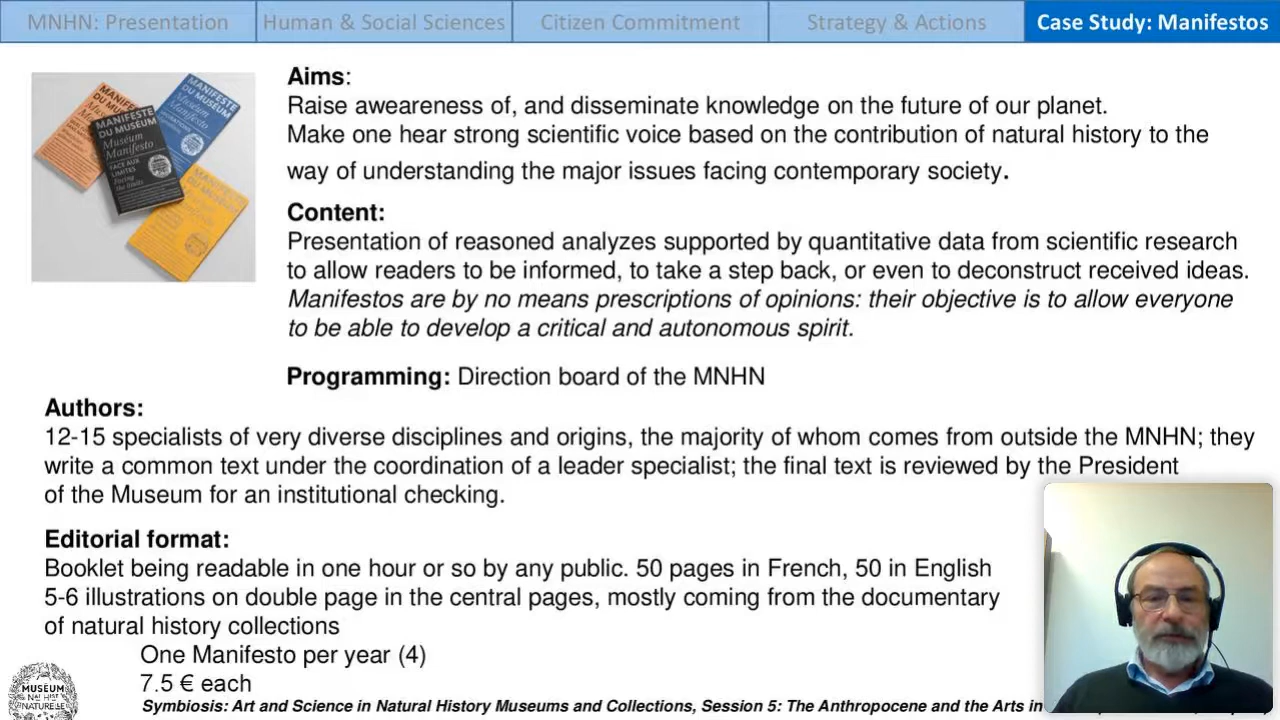 MNHN: Presentation
Human & Social Sciences
Citizen Commitment
Strategy & Actions
Case Study: Manifestos
MANIFESTE
DU MUSÉUM
MANIFESTE
DU MUSÉUM
Muséum
Manifesto
FACE AUX
LIMITES
Facing
the limits
Aims:
Raise aweareness of, and disseminate knowledge on the future of our planet.
Make one hear strong scientific voice based on the contribution of natural history to the
way of understanding the major issues facing contemporary society.
Content:
Presentation of reasoned analyzes supported by quantitative data from scientific research
to allow readers to be informed, to take a step back, or even to deconstruct received ideas.
Manifestos are by no means prescriptions of opinions: their objective is to allow everyone
to be able to develop a critical and autonomous spirit.
Programming: Direction board of the MNHN
Authors:
12-15 specialists of very diverse disciplines and origins, the majority of whom comes from outside the MNHN; they
write a common text under the coordination of a leader specialist; the final text is reviewed by the President
of the Museum for an institutional checking.
Editorial format:
Booklet being readable in one hour or so by any public. 50 pages in French, 50 in English
5-6 illustrations on double page in the central pages, mostly coming from the documentary
of natural history collections
One Manifesto per year (4)
7.5 € each
MUSÉUM
Symbiosis: Art and Science in Natural History Museums and Collections, Session 5: The Anthropocene and the Arts in